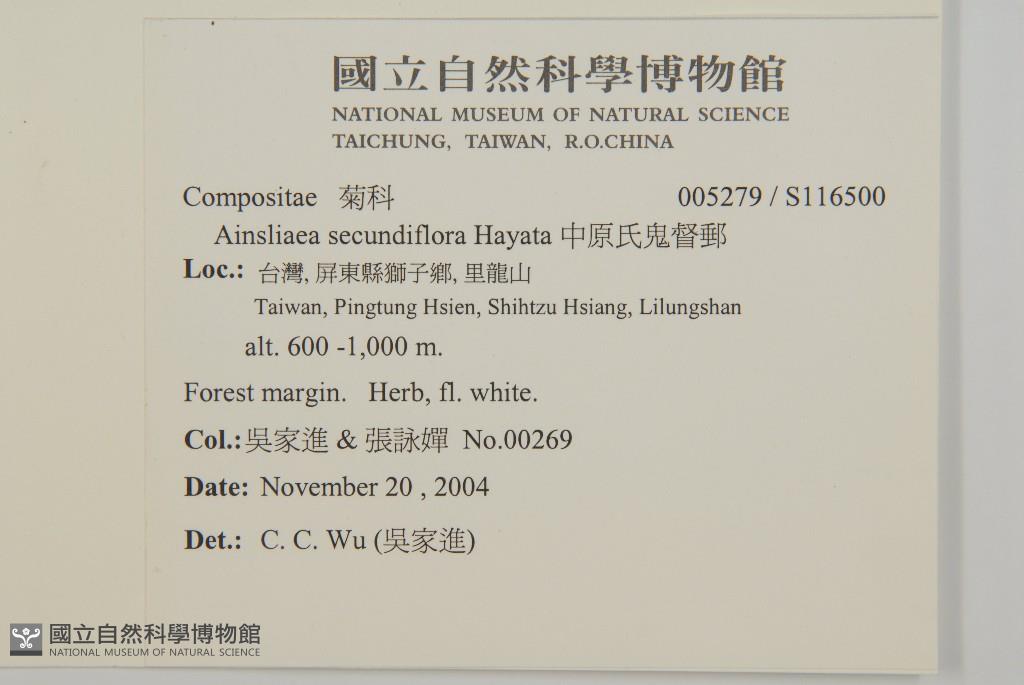 國立自然科學博物館
NATIONAL MUSEUM OF NATURAL SCIENCE
TAICHUNG, TAIWAN, R.O.CHINA
Compositae 菊科 005279 / S116500
Ainsliaea secundiflora Hayata 中原氏鬼督郵
Loc.: 台灣, 屏東縣獅子鄉, 里龍山
Taiwan, Pingtung Hsien, Shihtzu Hsiang, Lilungshan
alt. 600 -1,000 m.
Forest margin. Herb, fl. white.
Col.: 吳家進 & 張詠嬋 No.00269
Date: November 20 , 2004
Det.: C. C. Wu (吳家進)
國立自然科學博物館
NATIONAL MUSEUM OF NATURAL SCIENCE